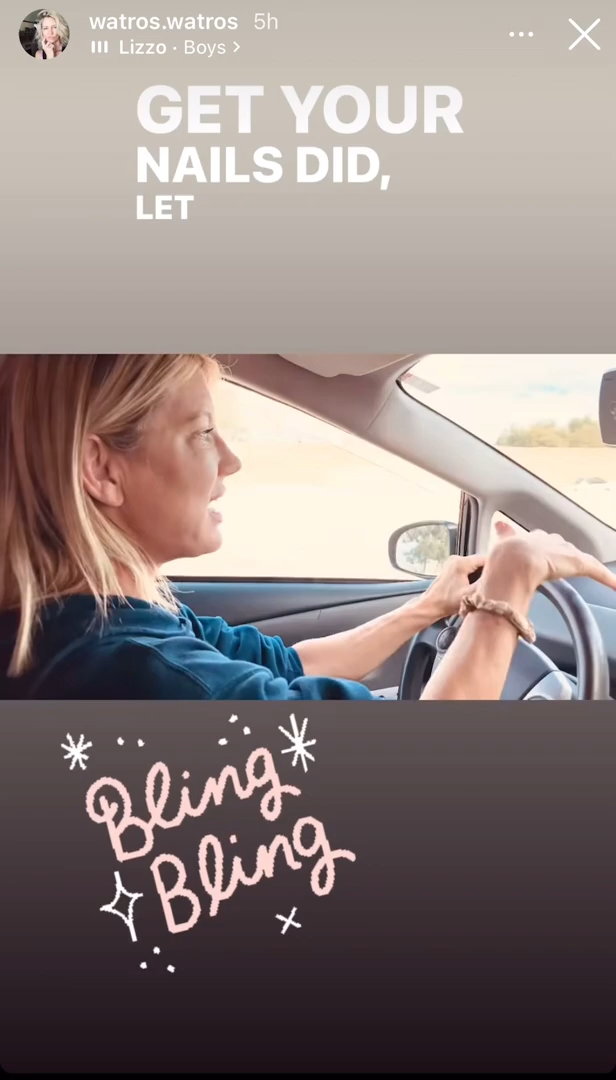 watros.watros 5h
Lizzo · Boys >
GET YOUR
NAILS DID,
LET
Bling
Bling